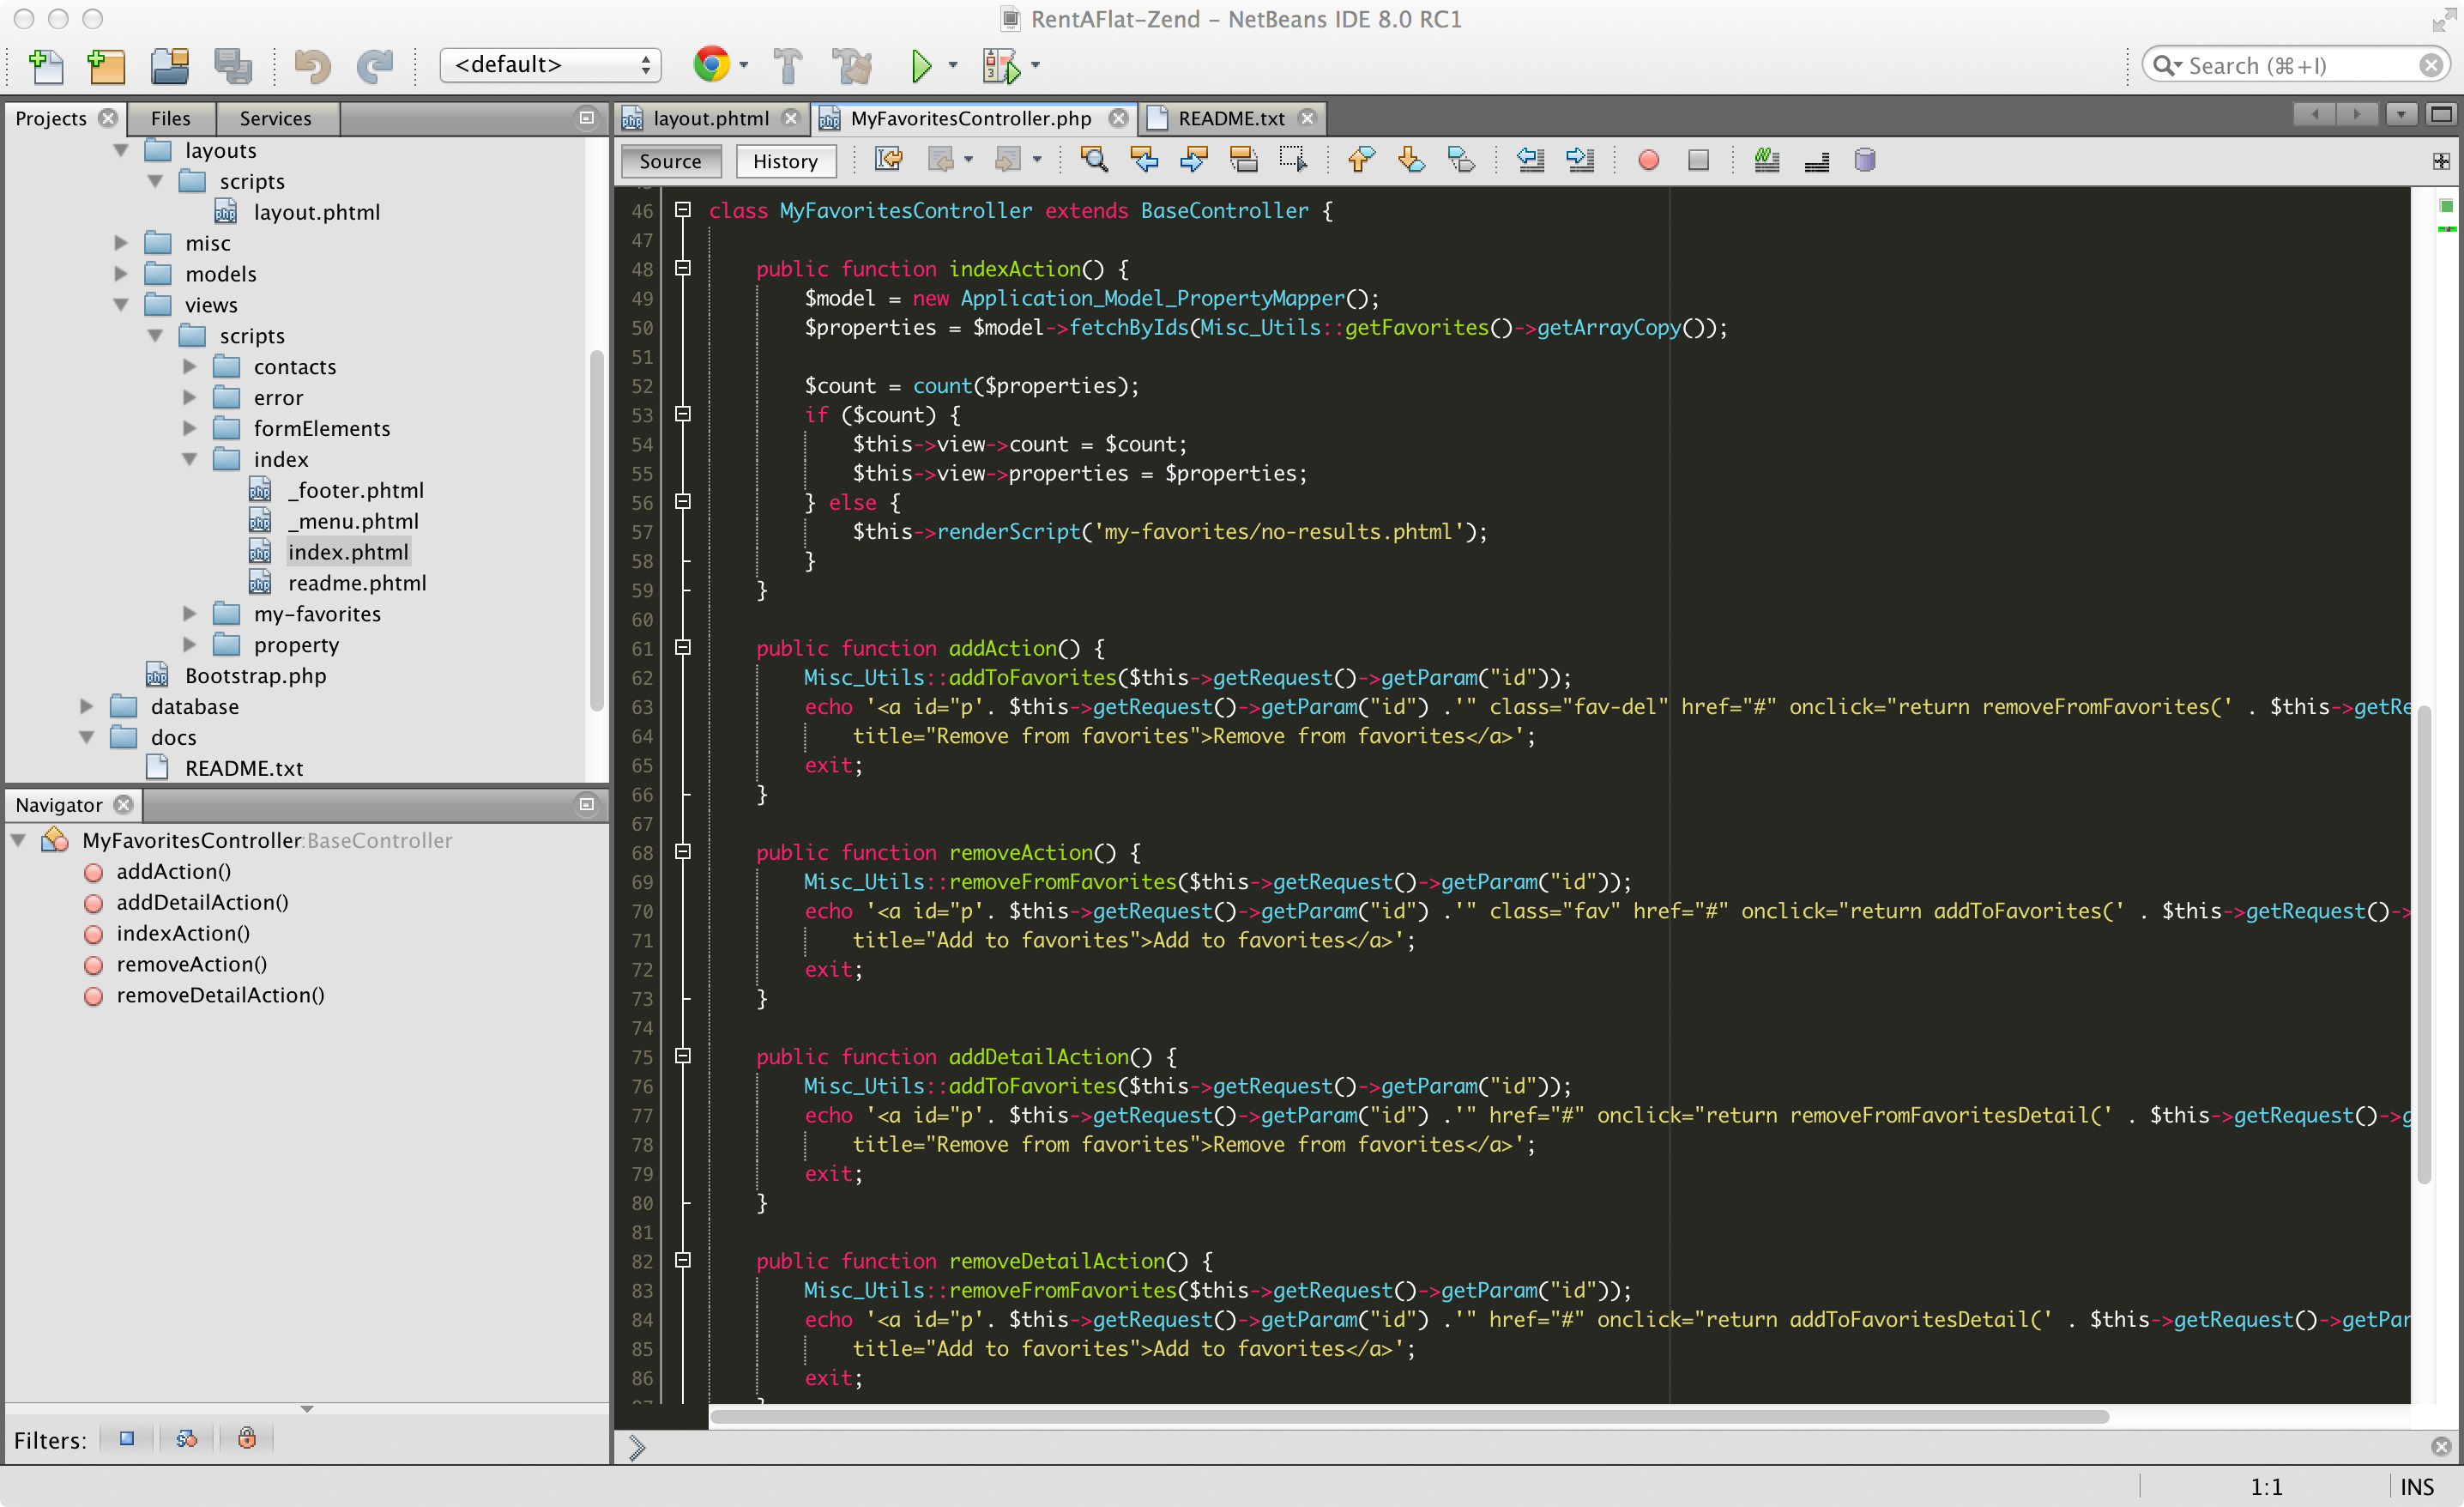 RentAFlat-Zend - NetBeans IDE 8.0 RC1
<default>
Search (⌘+I)
Projects
Files
Services
layouts
scripts
layout.phtml
misc
models
views
scripts
contacts
error
formElements
index
_footer.phtml
_menu.phtml
index.phtml
readme.phtml
my-favorites
property
Bootstrap.php
database
docs
README.txt
Navigator
MyFavoritesController:BaseController
addAction()
addDetailAction()
indexAction()
removeAction()
removeDetailAction()
Filters:
layout.phtml
MyFavoritesController.php
README.txt
Source
History
46 class MyFavoritesController extends BaseController {
47
48 public function indexAction() {
49 $model = new Application_Model_PropertyMapper();
50 $properties = $model->fetchByIds(Misc_Utils::getFavorites()->getArrayCopy());
51
52 $count = count($properties);
53 if ($count) {
54 $this->view->count = $count;
55 $this->view->properties = $properties;
56 } else {
57 $this->renderScript('my-favorites/no-results.phtml');
58 }
59 }
60
61 public function addAction() {
62 Misc_Utils::addToFavorites($this->getRequest()->getParam("id"));
63 echo '<a id="p'. $this->getRequest()->getParam("id") .'" class="fav-del" href="#" onclick="return removeFromFavorites(' . $this->getRe
64 title="Remove from favorites">Remove from favorites</a>';
65 exit;
66 }
67
68 public function removeAction() {
69 Misc_Utils::removeFromFavorites($this->getRequest()->getParam("id"));
70 echo '<a id="p'. $this->getRequest()->getParam("id") .'" class="fav" href="#" onclick="return addToFavorites(' . $this->getRequest()->
71 title="Add to favorites">Add to favorites</a>';
72 exit;
73 }
74
75 public function addDetailAction() {
76 Misc_Utils::addToFavorites($this->getRequest()->getParam("id"));
77 echo '<a id="p'. $this->getRequest()->getParam("id") .'" href="#" onclick="return removeFromFavoritesDetail(' . $this->getRequest()->g
78 title="Remove from favorites">Remove from favorites</a>';
79 exit;
80 }
81
82 public function removeDetailAction() {
83 Misc_Utils::removeFromFavorites($this->getRequest()->getParam("id"));
84 echo '<a id="p'. $this->getRequest()->getParam("id") .'" href="#" onclick="return addToFavoritesDetail(' . $this->getRequest()->getPar
85 title="Add to favorites">Add to favorites</a>';
86 exit;
1:1
INS